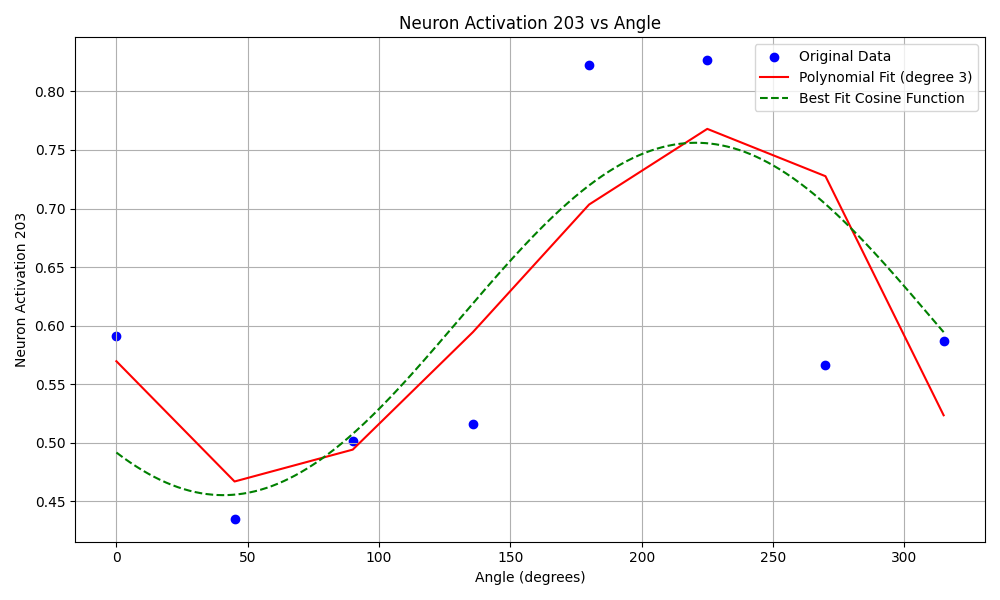 Neuron Activation 203 vs Angle
Original Data
Polynomial Fit (degree 3)
Best Fit Cosine Function
Neuron Activation 203
0.80
0.75
0.70
0.65
0.60
0.55
0.50
0.45
0 50 100 150 200 250 300
Angle (degrees)